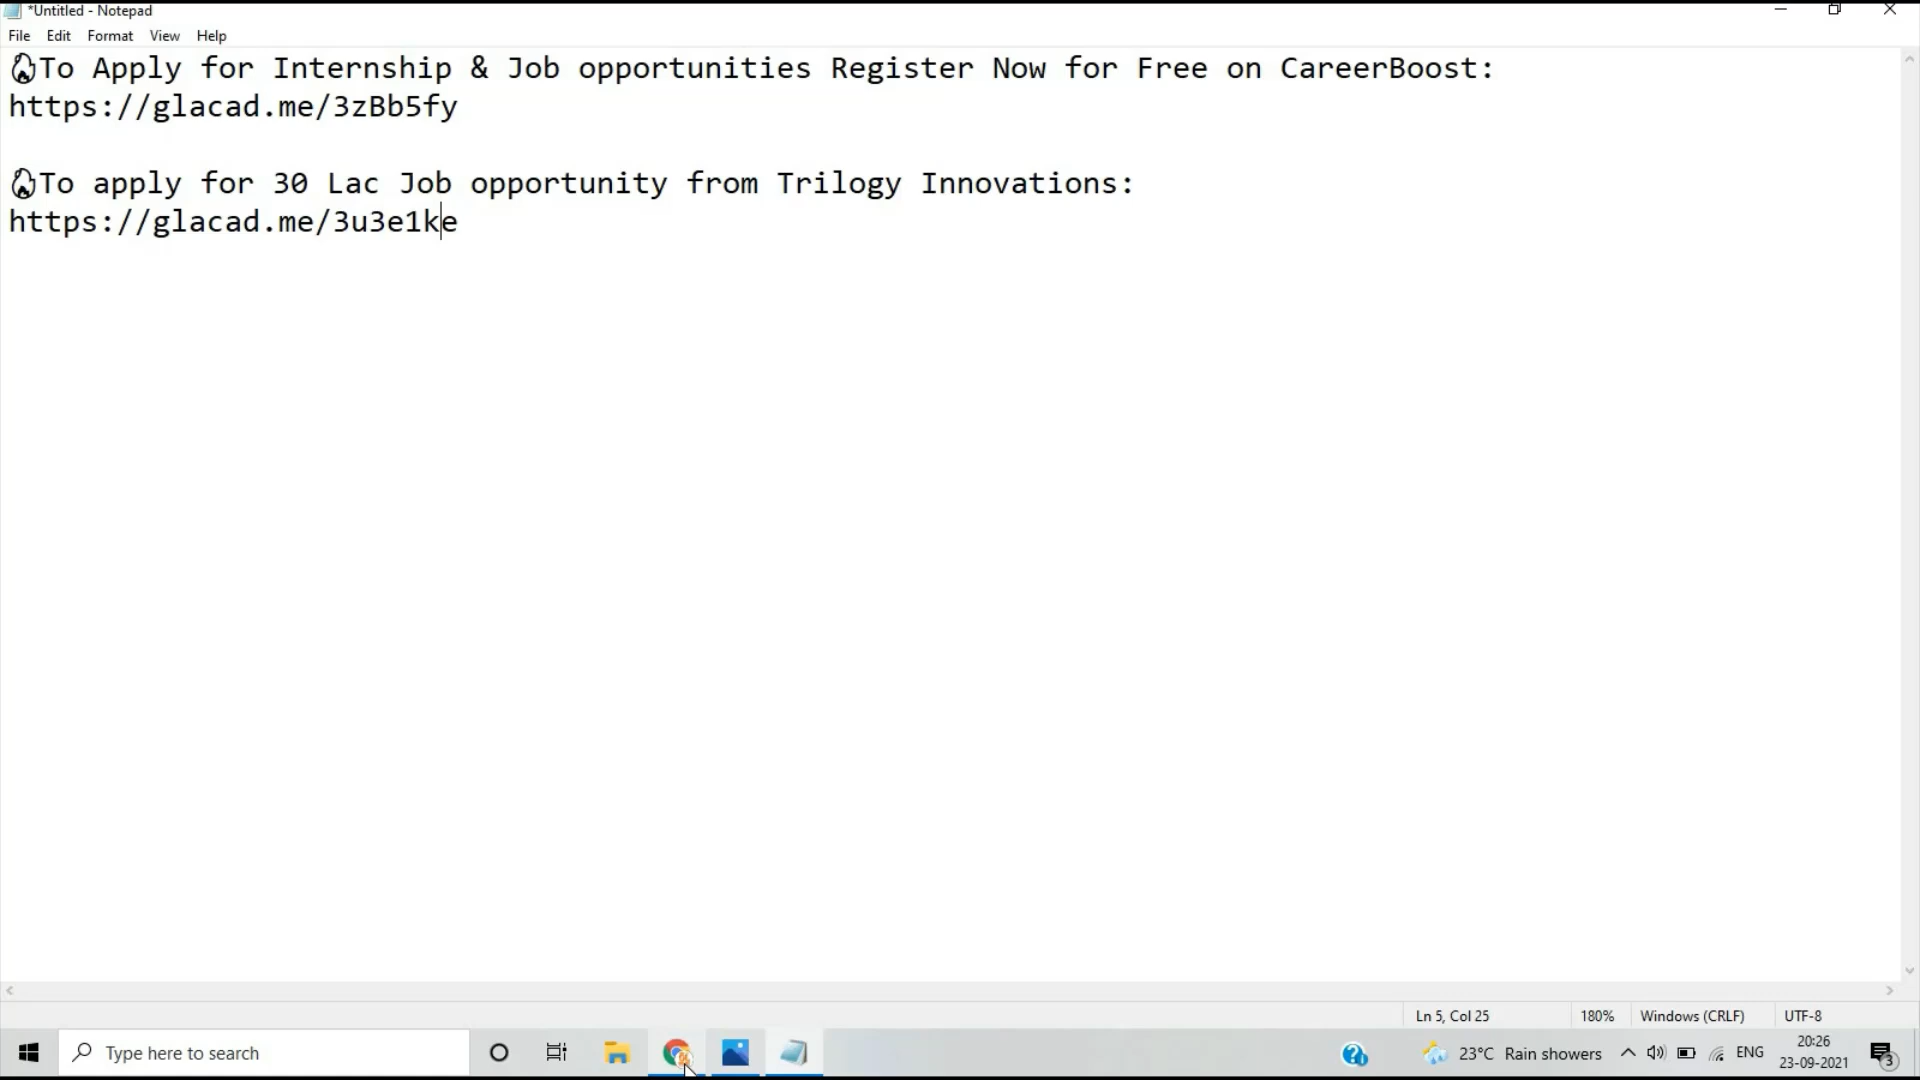 *Untitled - Notepad
File Edit Format View Help
🔥To Apply for Internship & Job opportunities Register Now for Free on CareerBoost:
https://glacad.me/3zBb5fy
🔥To apply for 30 Lac Job opportunity from Trilogy Innovations:
https://glacad.me/3u3e1ke
Ln 5, Col 25 180% Windows (CRLF) UTF-8
Type here to search 23°C Rain showers ENG 20:26
23-09-2021 3